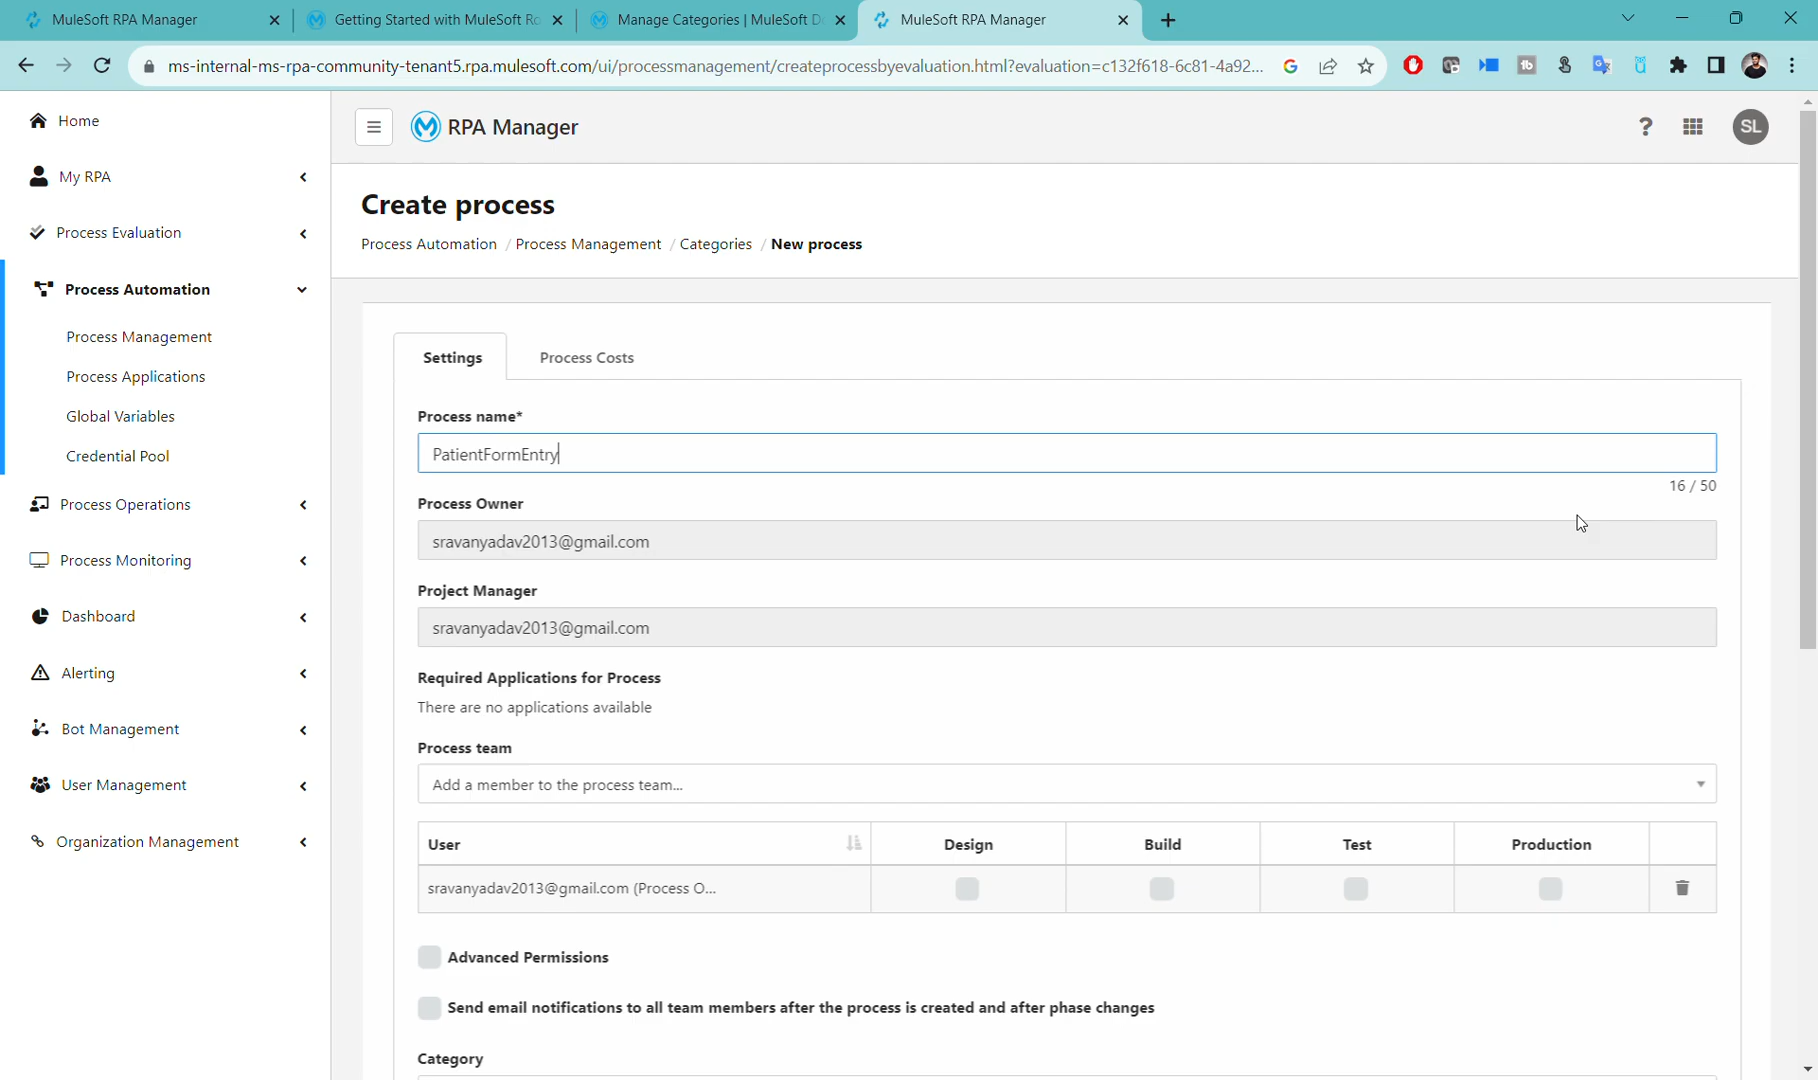 MuleSoft RPA Manager
Getting Started with MuleSoft R
Manage Categories | MuleSoft D
MuleSoft RPA Manager
ms-internal-ms-rpa-community-tenant5.rpa.mulesoft.com/ui/processmanagement/createprocessbyevaluation.html?evaluation=c132f618-6c81-4a92...
Home
RPA Manager
SL
My RPA
Create process
Process Evaluation
Process Automation / Process Management / Categories / New process
Process Automation
Process Management
Settings
Process Costs
Process Applications
Global Variables
Process name*
PatientFormEntry
Credential Pool
16 / 50
Process Operations
Process Owner
sravanyadav2013@gmail.com
Process Monitoring
Project Manager
Dashboard
sravanyadav2013@gmail.com
Alerting
Required Applications for Process
There are no applications available
Bot Management
Process team
User Management
Add a member to the process team...
Organization Management
User Design Build Test Production
sravanyadav2013@gmail.com (Process O...
Advanced Permissions
Send email notifications to all team members after the process is created and after phase changes
Category